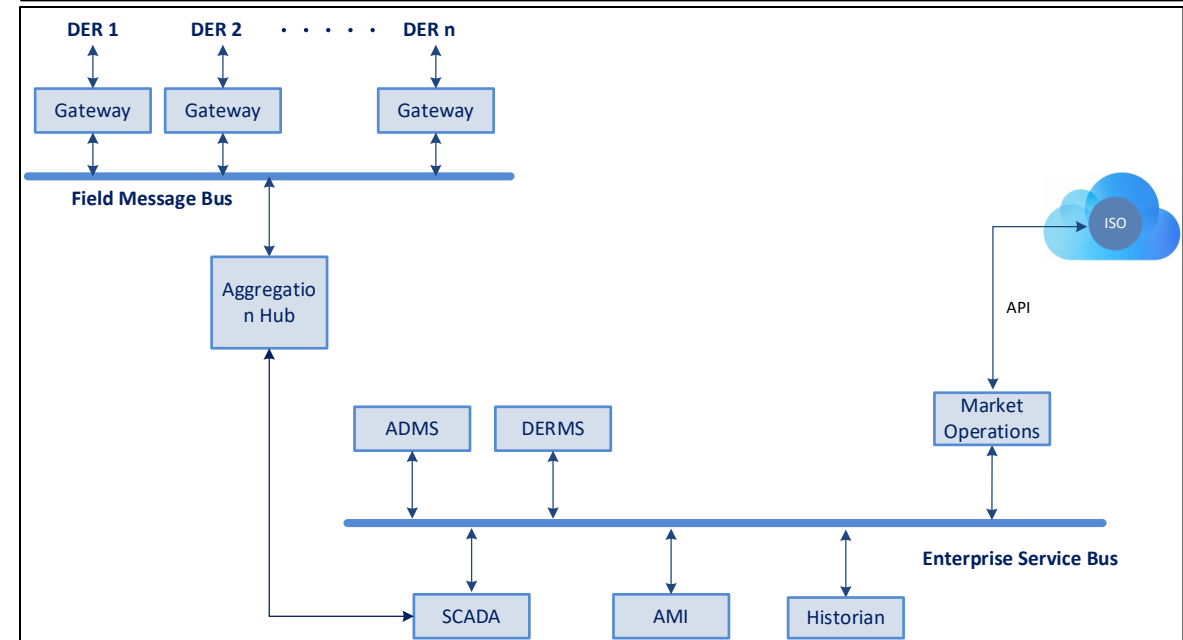 DER 1 DER 2 . . . . . DER n
Gateway Gateway Gateway
Field Message Bus
ISO
Aggregatio
n Hub
API
ADMS DERMS
Market
Operations
Enterprise Service Bus
SCADA AMI Historian